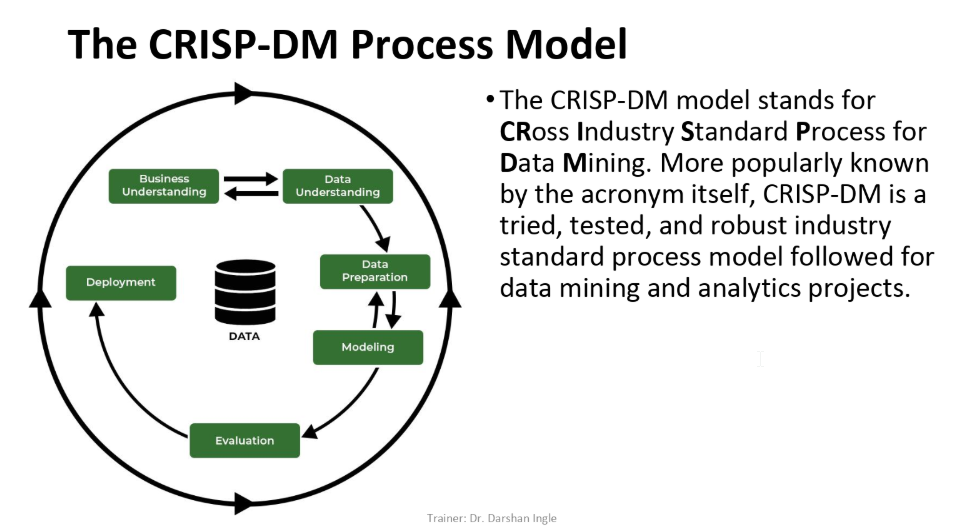 The CRISP-DM Process Model
Business
Understanding
Data
Understanding
Data
Preparation
Deployment
DATA
Modeling
Evaluation
• The CRISP-DM model stands for
CRoss Industry Standard Process for
Data Mining. More popularly known
by the acronym itself, CRISP-DM is a
tried, tested, and robust industry
standard process model followed for
data mining and analytics projects.
Trainer: Dr. Darshan Ingle